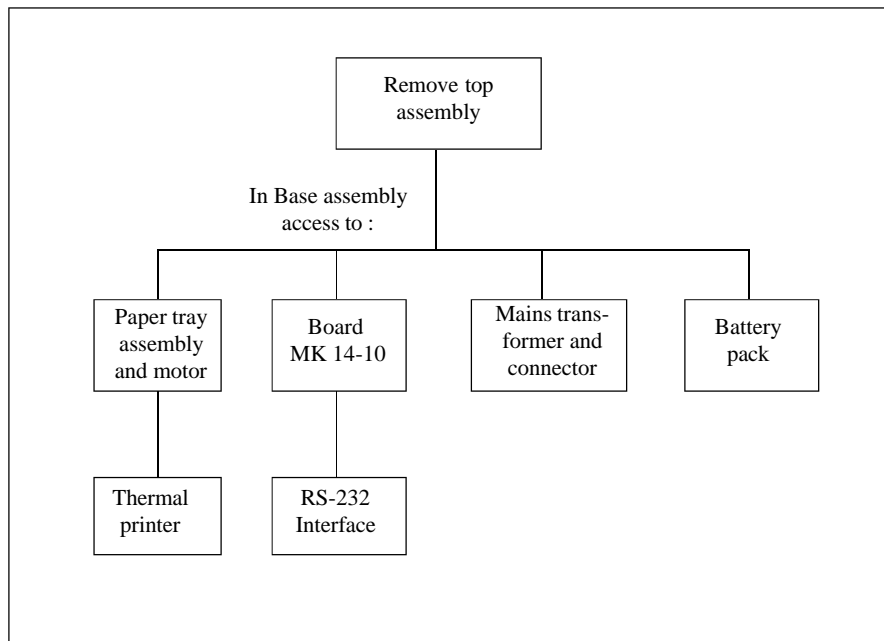 Remove top
assembly
In Base assembly
access to :
Paper tray
assembly
and motor
Board
MK 14-10
Mains trans-
former and
connector
Battery
pack
Thermal
printer
RS-232
Interface